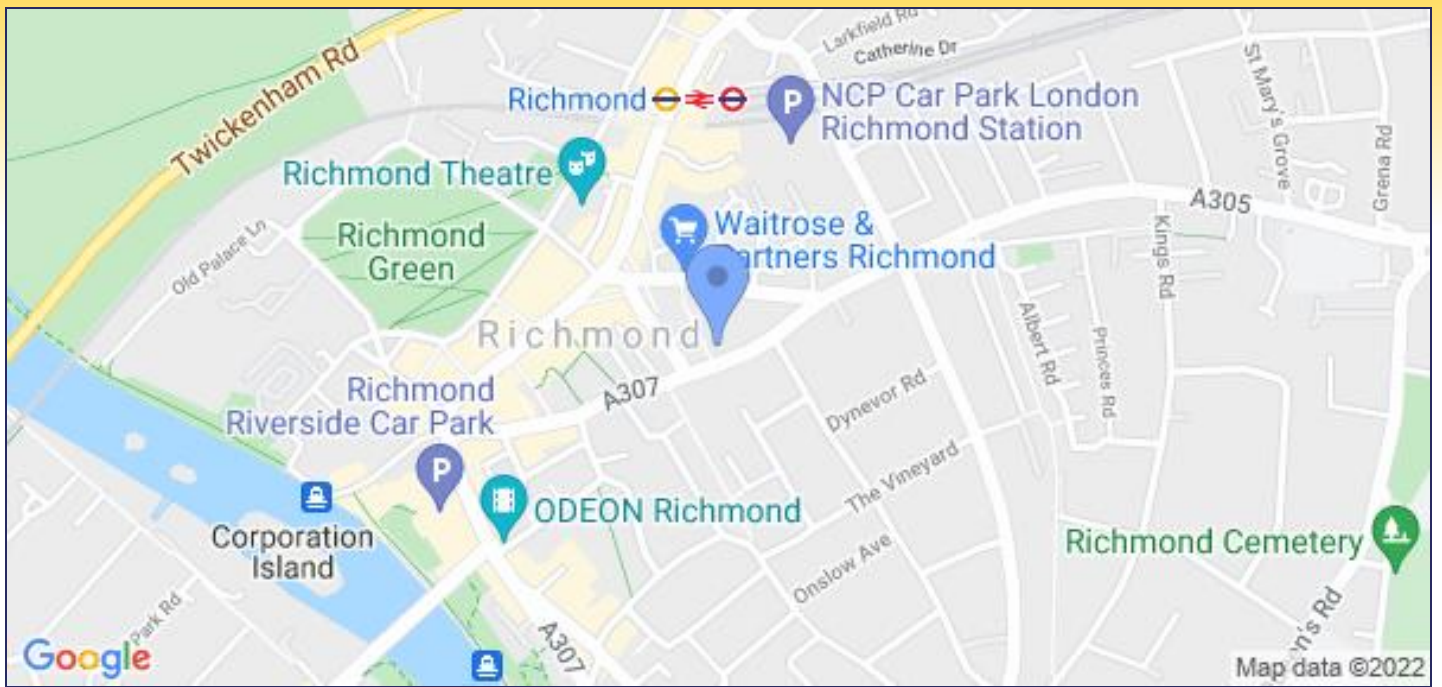 Larkfield Rd
Catherine Dr
Twickenham Rd
Richmond
P
NCP Car Park London
Richmond Station
St Mary's Grove
Grena Rd
Richmond Theatre
A305
Old Palace Ln
Richmond
Green
Waitrose &
Partners Richmond
Kings Rd
Richmond
Albert Rd
Princes Rd
A307
Richmond
Riverside Car Park
P
Dynevor Rd
The Vineyard
ODEON Richmond
Corporation
Island
Onslow Ave
Richmond Cemetery
Park Rd
A307
en's Rd
Google
Map data ©2022